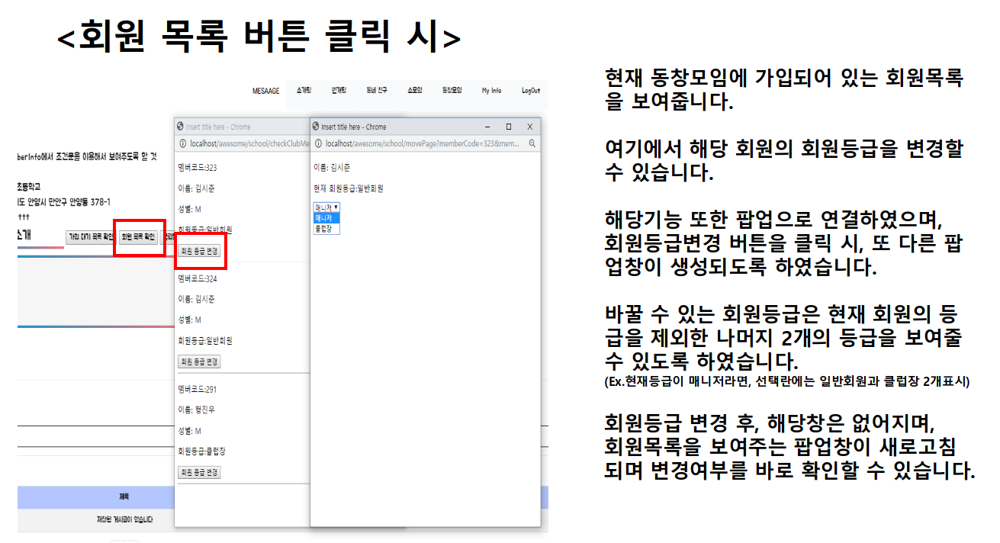 <회원 목록 버튼 클릭 시>
MESAAGE 소개팅 번개팅 동네 친구 소모임 동창모임 My Info LogOut
berInfo에서 조건문을 이용해서 보여주도록 할 것
초등학교
도 안양시 만안구 안양동 378-1
소개
가입 대기 목록 확인 회원 목록 확인
제목
저장된 게시글이 없습니다
Insert title here - Chrome
localhost/awesome/school/checkClubMe
멤버코드:323
이름: 김시준
성별: M
회원등급:일반회원
회원 등급 변경
멤버코드:324
이름: 김시준
성별: M
회원등급:일반회원
회원 등급 변경
멤버코드:291
이름: 형진우
성별: M
회원등급:클럽장
회원 등급 변경
Insert title here - Chrome
localhost/awesome/school/movePage?memberCode=323&mem...
이름: 김시준
현재 회원등급:일반회원
매니저
매니저
클럽장
현재 동창모임에 가입되어 있는 회원목록
을 보여줍니다.
여기에서 해당 회원의 회원등급을 변경할
수 있습니다.
해당기능 또한 팝업으로 연결하였으며,
회원등급변경 버튼을 클릭 시, 또 다른 팝
업창이 생성되도록 하였습니다.
바꿀 수 있는 회원등급은 현재 회원의 등
급을 제외한 나머지 2개의 등급을 보여줄
수 있도록 하였습니다.
(Ex.현재등급이 매니저라면, 선택란에는 일반회원과 클럽장 2개표시)
회원등급 변경 후, 해당창은 없어지며,
회원목록을 보여주는 팝업창이 새로고침
되며 변경여부를 바로 확인할 수 있습니다.